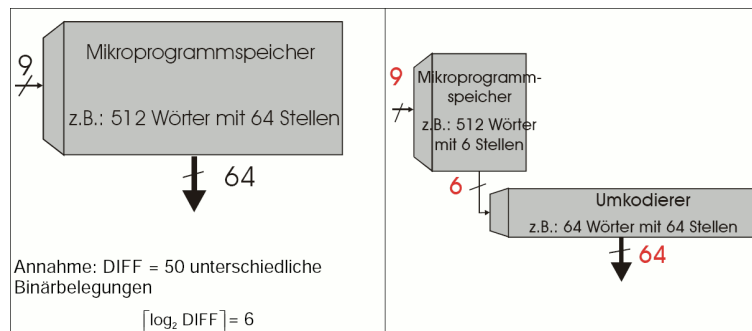 9
Mikroprogrammspeicher
z.B.: 512 Wörter mit 64 Stellen
64
Annahme: DIFF = 50 unterschiedliche
Binärbelegungen
⌈log₂ DIFF⌉ = 6
9
Mikroprogramm-
speicher
z.B.: 512 Wörter
mit 6 Stellen
6
Umkodierer
z.B.: 64 Wörter mit 64 Stellen
64